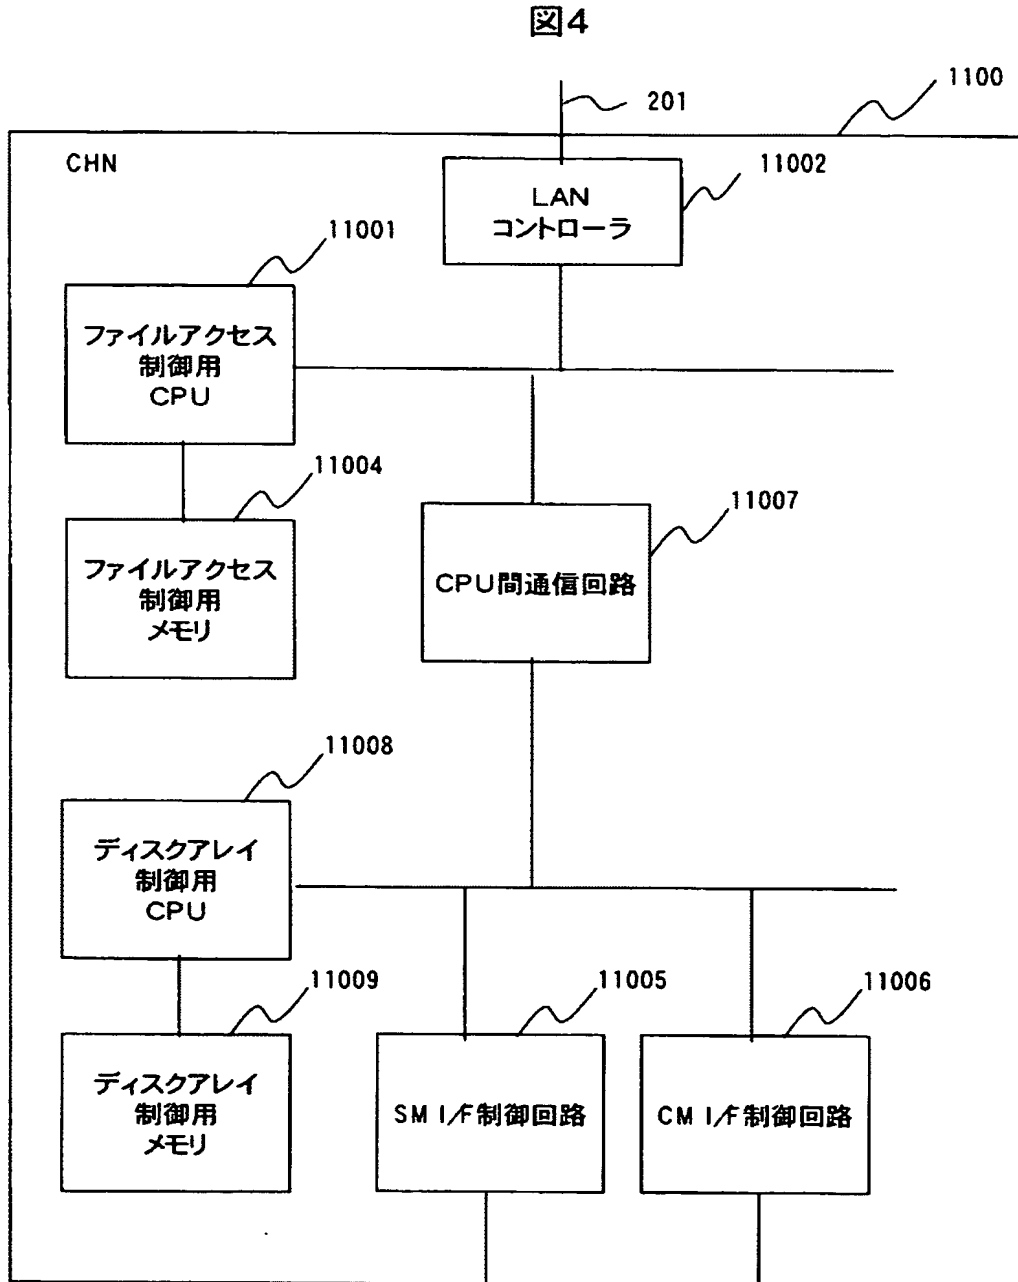 図4
201
1100
CHN
LAN
コントローラ
11002
11001
ファイルアクセス
制御用
CPU
11004
ファイルアクセス
制御用
メモリ
11007
CPU間通信回路
11008
ディスクアレイ
制御用
CPU
11009
ディスクアレイ
制御用
メモリ
11005
SM I/F制御回路
11006
CM I/F制御回路